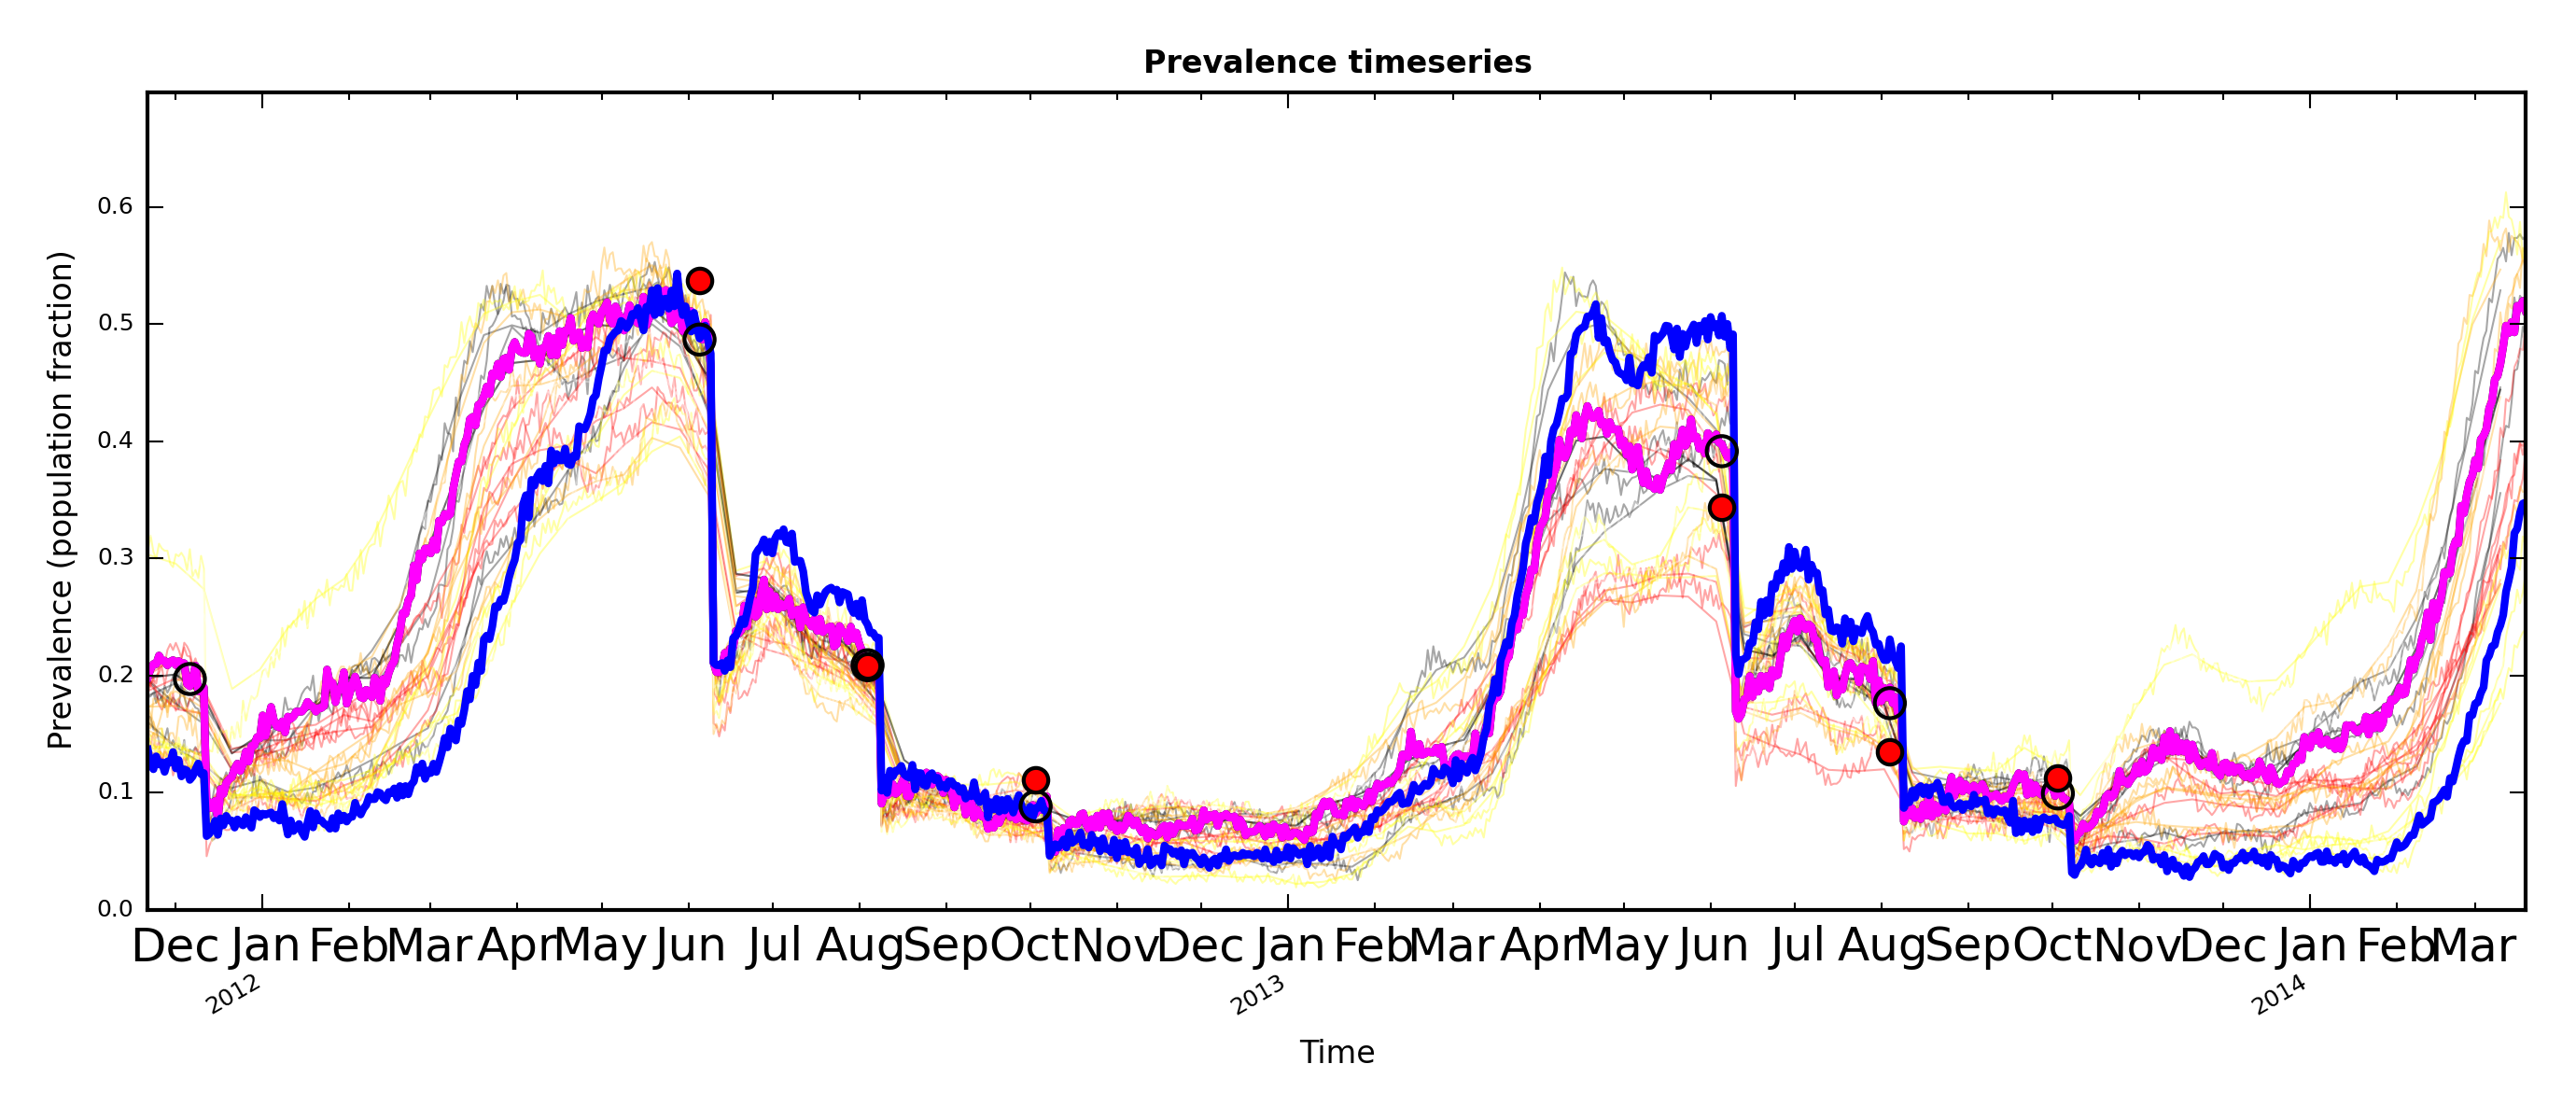 Prevalence timeseries
Prevalence (population fraction)
0.6
0.5
0.4
0.3
0.2
0.1
0.0
Dec Jan Feb Mar Apr May Jun Jul Aug Sep Oct Nov Dec Jan Feb Mar Apr May Jun Jul Aug Sep Oct Nov Dec Jan Feb Mar
2012 2013 2014
Time